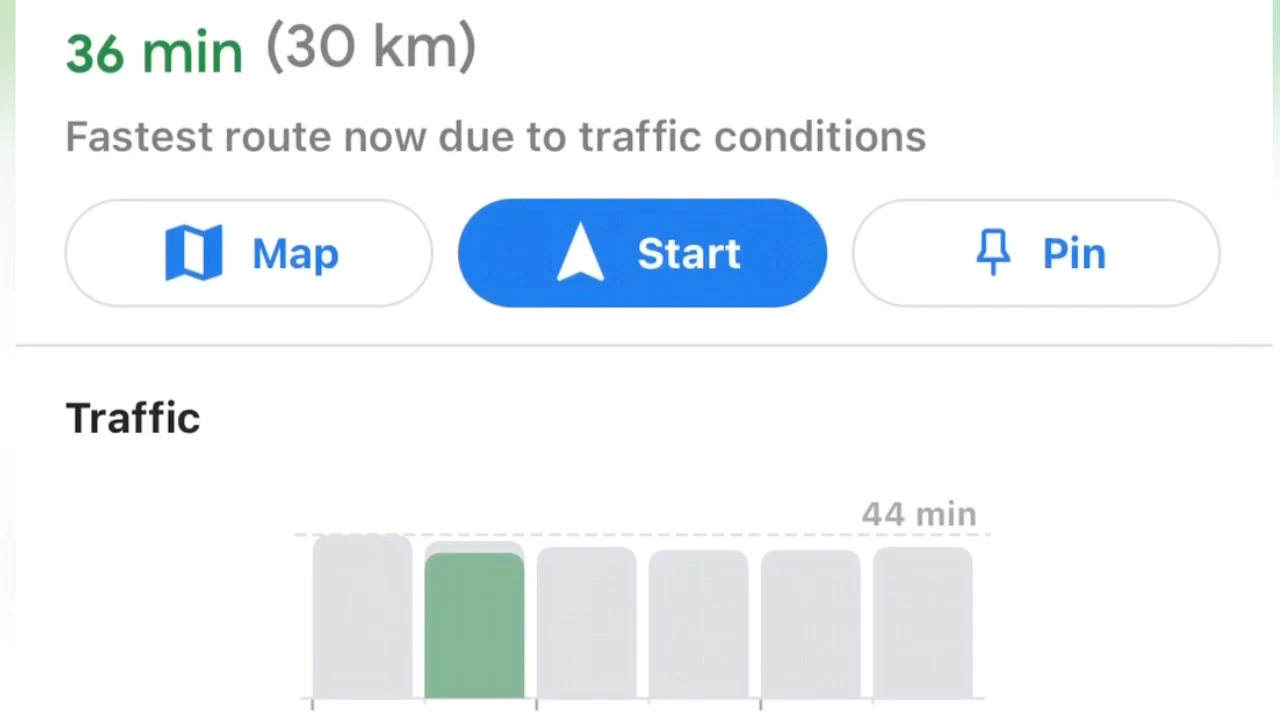 36 min (30 km)
Fastest route now due to traffic conditions
Map Start Pin
Traffic
44 min